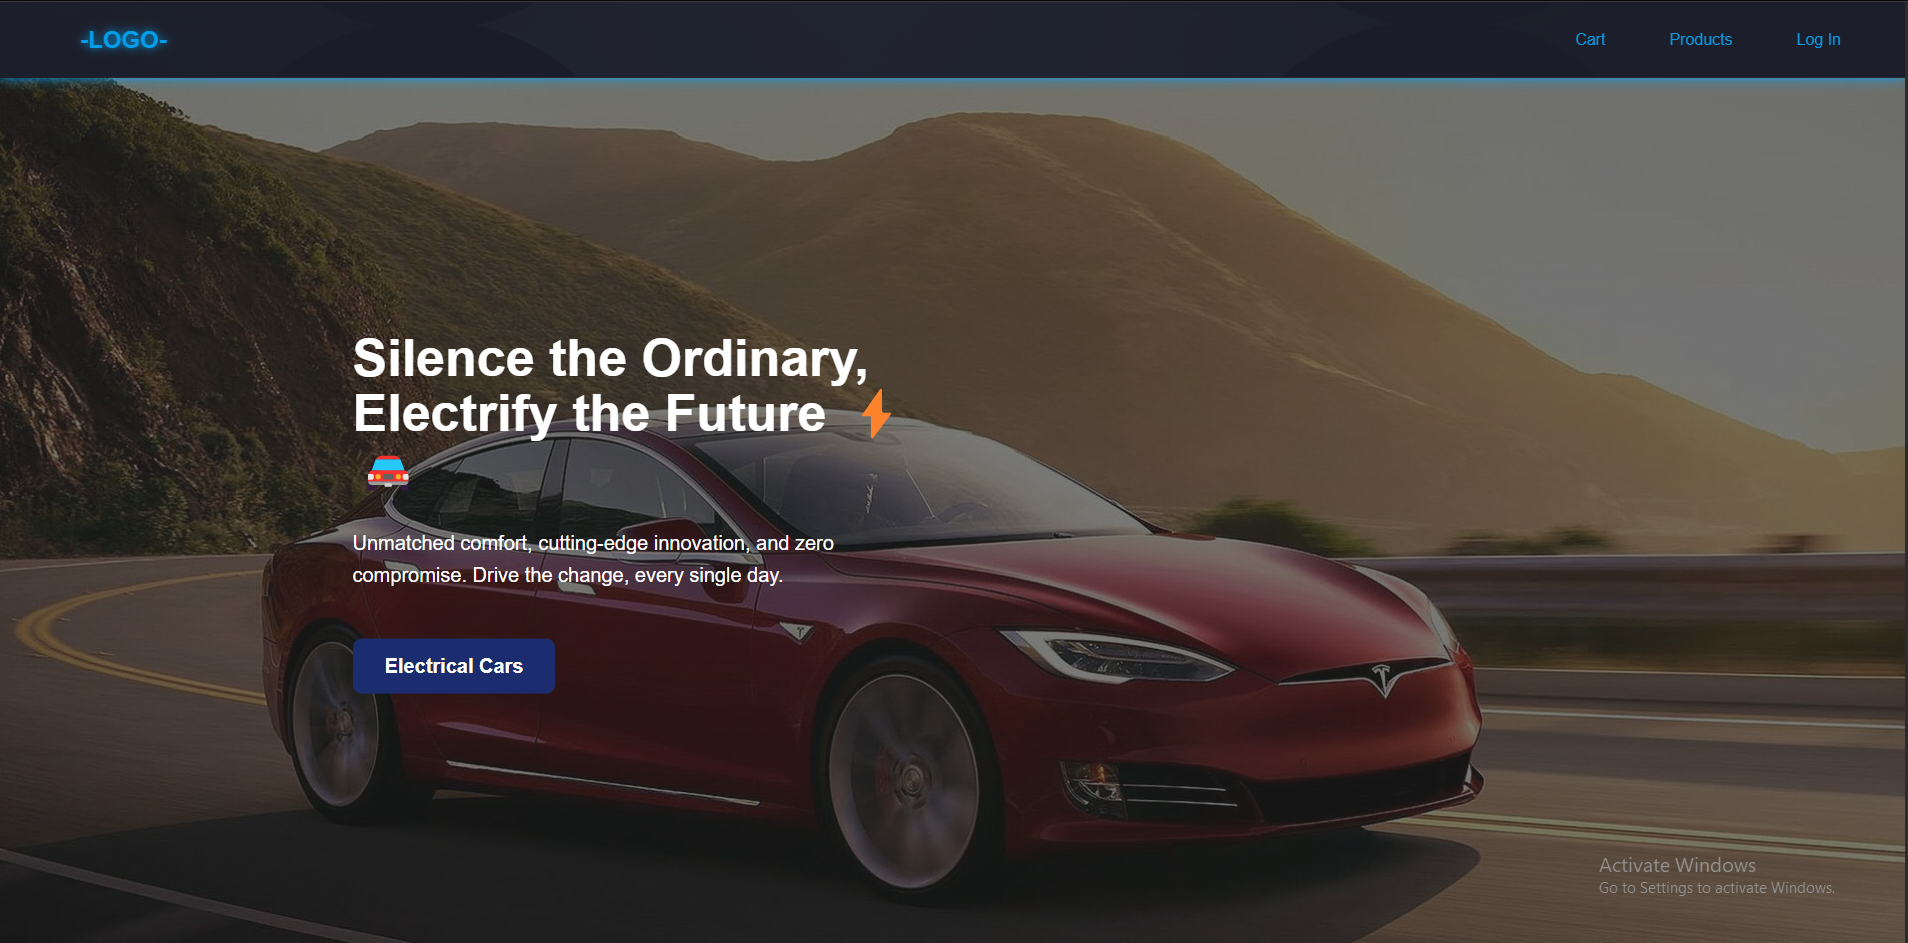 -LOGO-
Cart
Products
Log In
Silence the Ordinary,
Electrify the Future ⚡
🚘
Unmatched comfort, cutting-edge innovation, and zero
compromise. Drive the change, every single day.
Electrical Cars
Activate Windows
Go to Settings to activate Windows.